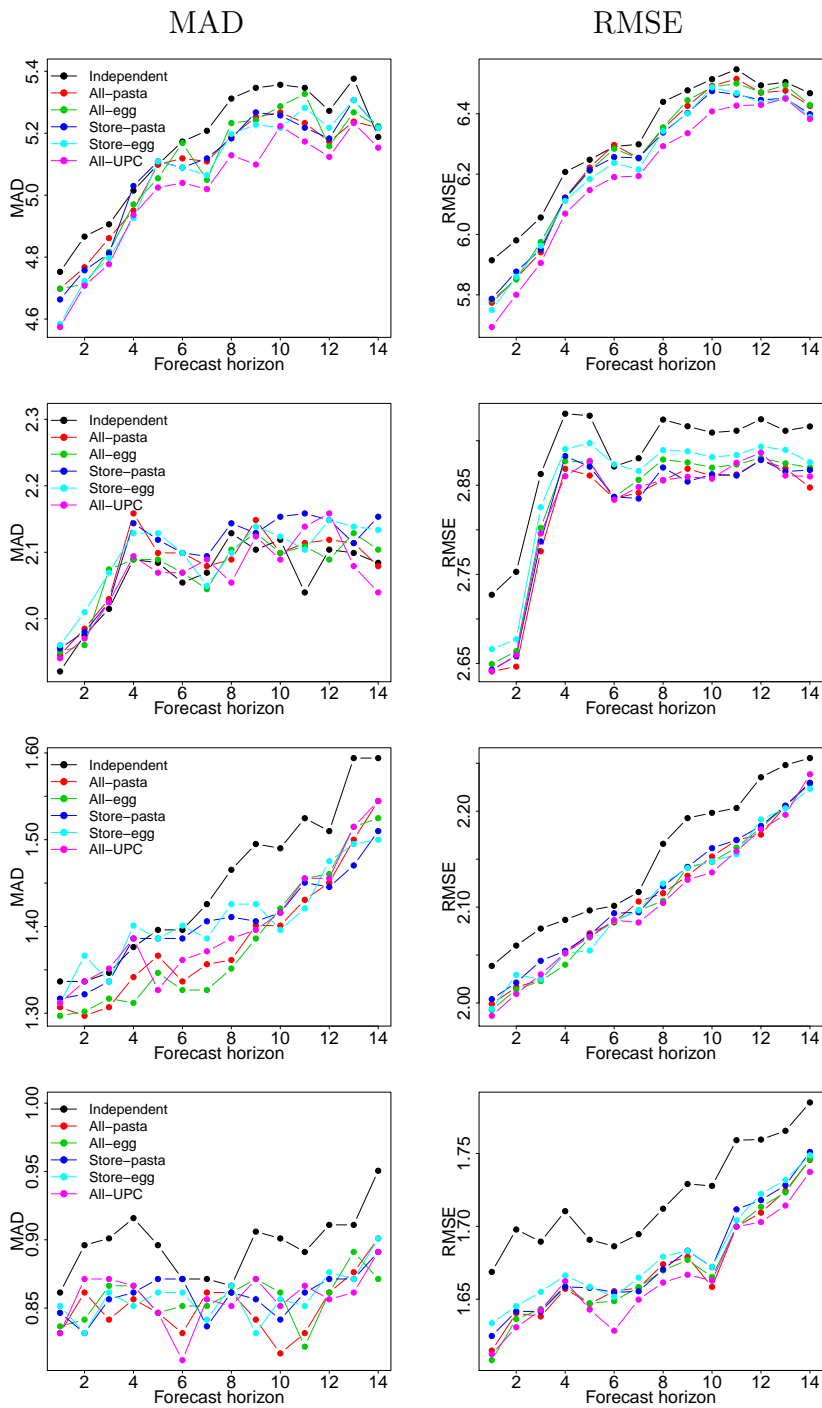 MAD RMSE
5.4
5.2
5.0
4.8
4.6
MAD
Independent
All−pasta
All−egg
Store−pasta
Store−egg
All−UPC
2 4 6 8 10 12 14
Forecast horizon
6.4
6.2
6.0
5.8
RMSE
2 4 6 8 10 12 14
Forecast horizon
2.3
2.2
2.1
2.0
MAD
Independent
All−pasta
All−egg
Store−pasta
Store−egg
All−UPC
2 4 6 8 10 12 14
Forecast horizon
2.85
2.75
2.65
RMSE
2 4 6 8 10 12 14
Forecast horizon
1.60
1.50
1.40
1.30
MAD
Independent
All−pasta
All−egg
Store−pasta
Store−egg
All−UPC
2 4 6 8 10 12 14
Forecast horizon
2.20
2.10
2.00
RMSE
2 4 6 8 10 12 14
Forecast horizon
1.00
0.95
0.90
0.85
MAD
Independent
All−pasta
All−egg
Store−pasta
Store−egg
All−UPC
2 4 6 8 10 12 14
Forecast horizon
1.75
1.70
1.65
RMSE
2 4 6 8 10 12 14
Forecast horizon